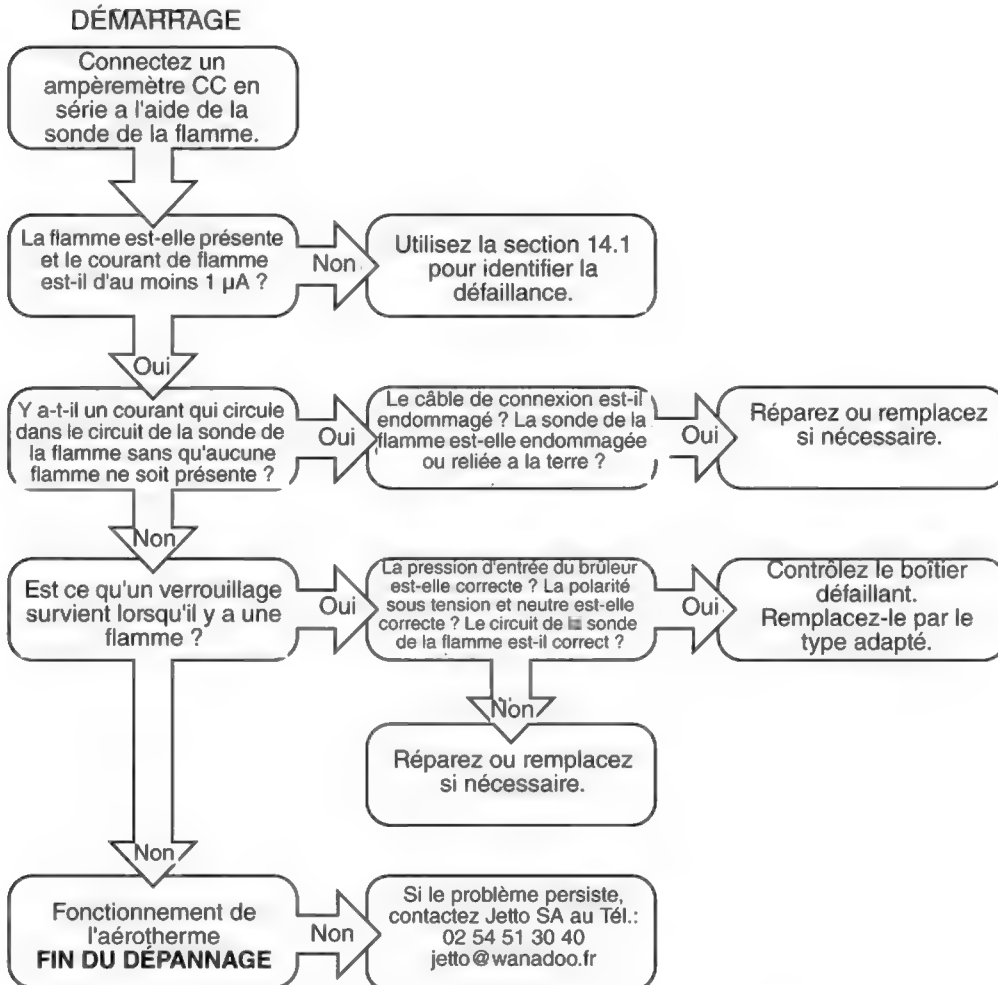 DÉMARRAGE
Connectez un
ampèremètre CC en
série a l'aide de la
sonde de la flamme.
La flamme est-elle présente
et le courant de flamme
est-il d'au moins 1 µA ?
Non
Utilisez la section 14.1
pour identifier la
défaillance.
Oui
Y a-t-il un courant qui circule
dans le circuit de la sonde de
la flamme sans qu'aucune
flamme ne soit présente ?
Oui
Le câble de connexion est-il
endommagé ? La sonde de la
flamme est-elle endommagée
ou reliée a la terre ?
Oui
Réparez ou remplacez
si nécessaire.
Non
Est ce qu'un verrouillage
survient lorsqu'il y a une
flamme ?
Oui
La pression d'entrée du brûleur
est-elle correcte ? La polarité
sous tension et neutre est-elle
correcte ? Le circuit de sonde
de la flamme est-il correct ?
Oui
Contrôlez le boîtier
défaillant.
Remplacez-le par le
type adapté.
Non
Réparez ou remplacez
si nécessaire.
Non
Fonctionnement de
l'aérotherme
FIN DU DÉPANNAGE
Non
Si le problème persiste,
contactez Jetto SA au Tél.:
02 54 51 30 40
jetto@wanadoo.fr